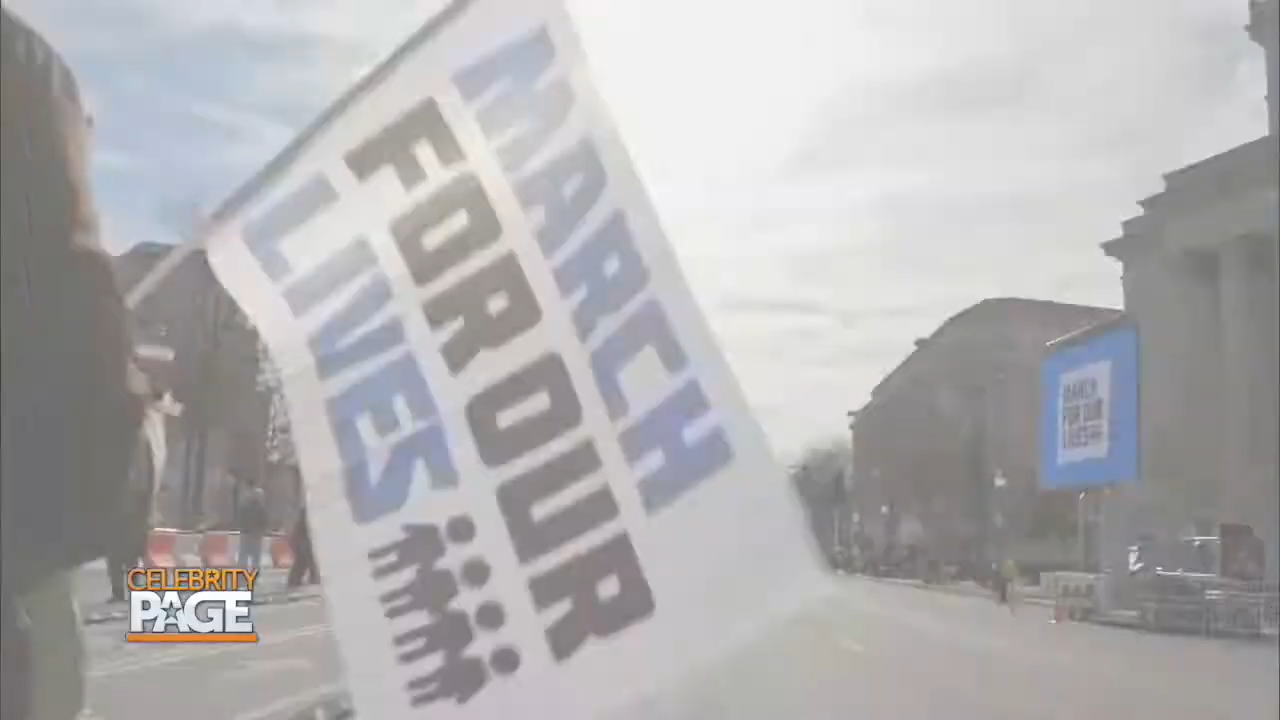 MARCH
FOR OUR
LIVES
MARCH
FOR OUR
LIVES
CELEBRITY
PAGE